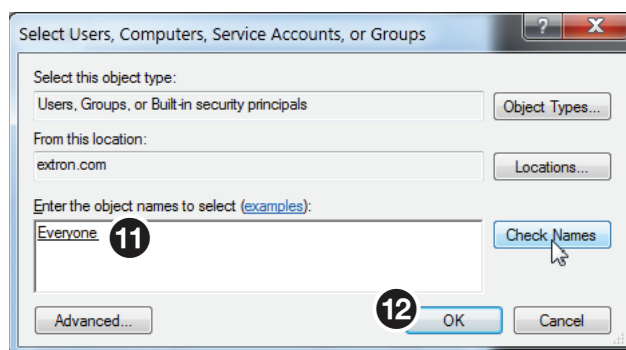 Select Users, Computers, Service Accounts, or Groups
? X
Select this object type:
Users, Groups, or Built-in security principals
Object Types...
From this location:
extron.com
Locations...
Enter the object names to select (examples):
Everyone
11
Check Names
Advanced...
12
OK
Cancel